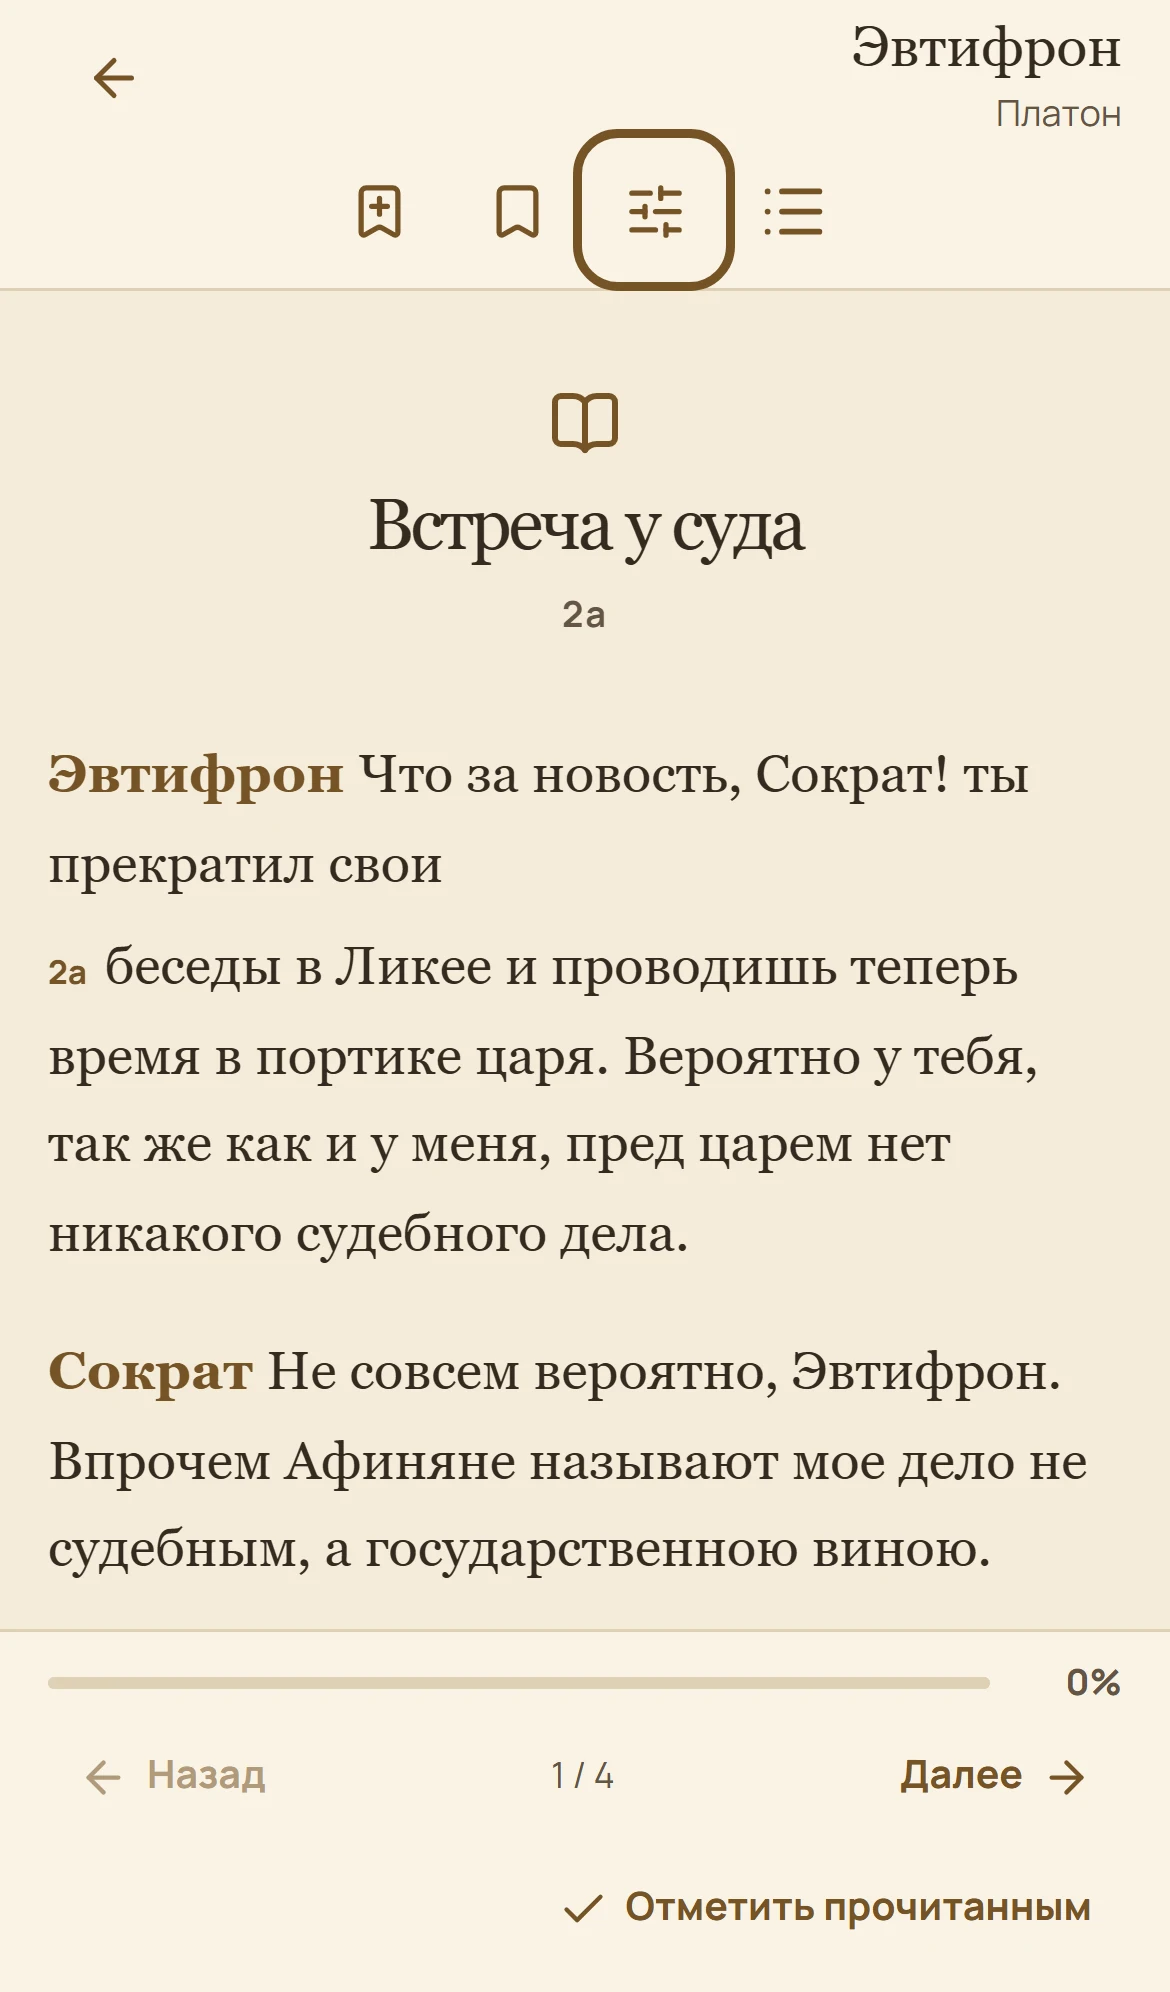 Эвтифрон
Платон
Встреча у суда
2a
Эвтифрон Что за новость, Сократ! ты
прекратил свои
2a беседы в Ликее и проводишь теперь
время в портике царя. Вероятно у тебя,
так же как и у меня, пред царем нет
никакого судебного дела.
Сократ Не совсем вероятно, Эвтифрон.
Впрочем Афиняне называют мое дело не
судебным, а государственною виною.
0%
Назад
1 / 4
Далее
Отметить прочитанным